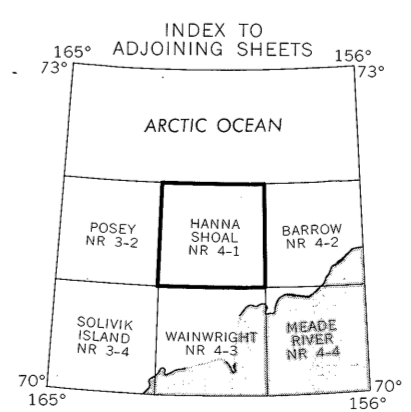 INDEX TO
ADJOINING SHEETS
165° 156°
73° 73°
ARCTIC OCEAN
POSEY
NR 3-2
HANNA
SHOAL
NR 4-1
BARROW
NR 4-2
SOLIVIK
ISLAND
NR 3-4
WAINWRIGHT
NR 4-3
MEADE
RIVER
NR 4-4
70° 70°
165° 156°